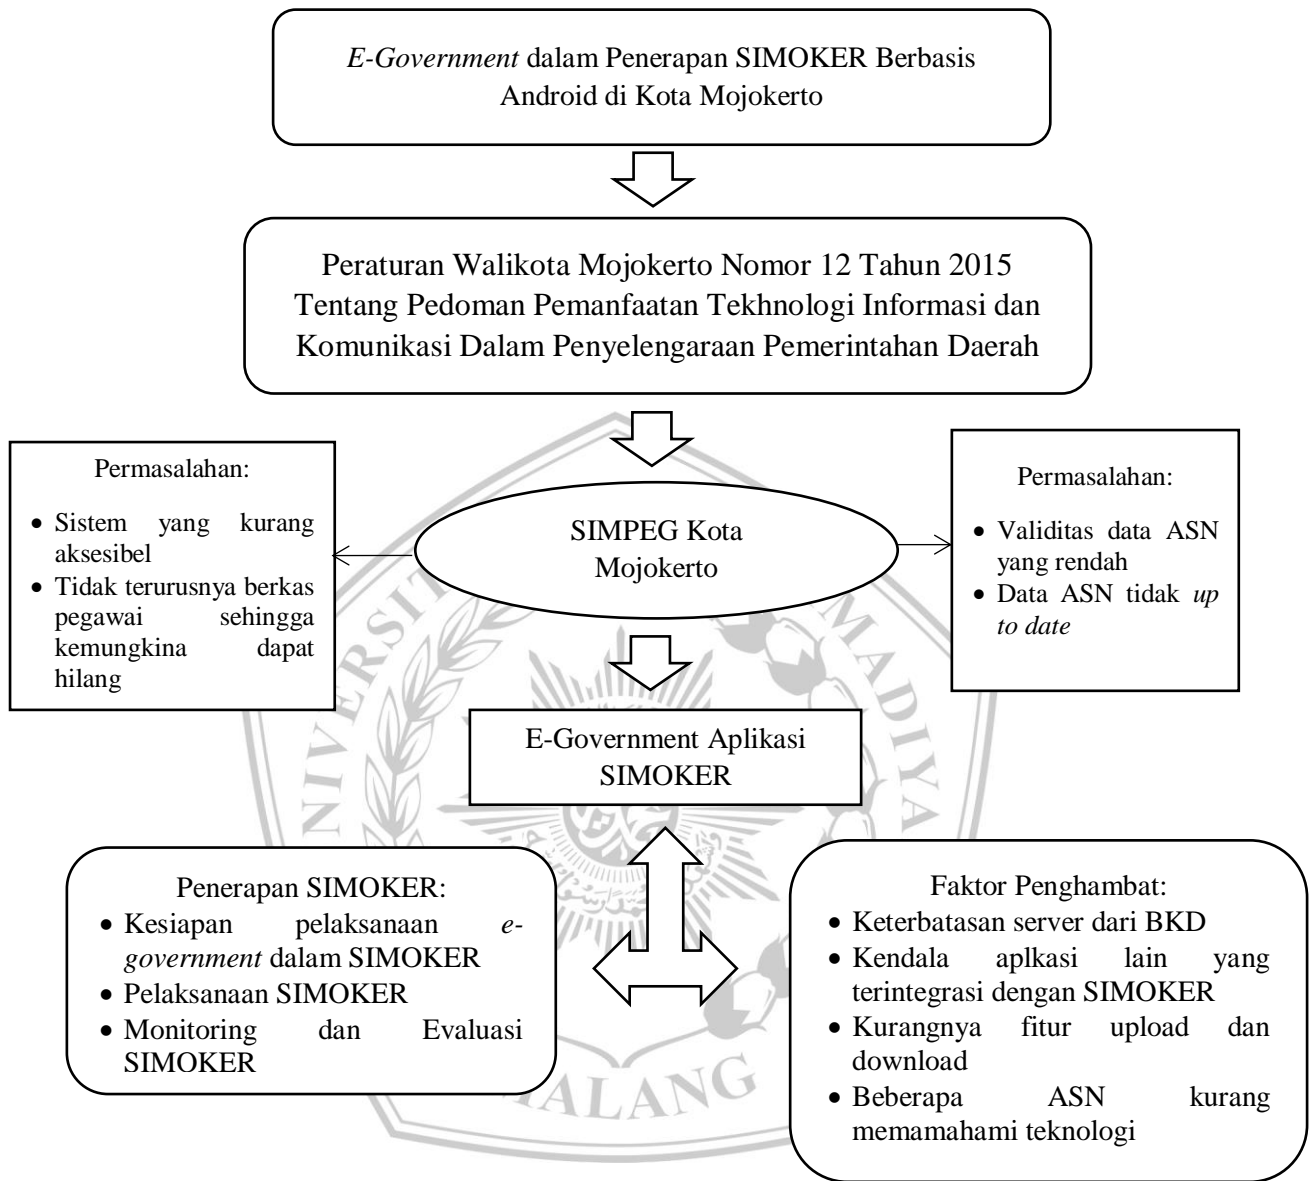 E-Government dalam Penerapan SIMOKER Berbasis
Android di Kota Mojokerto
Peraturan Walikota Mojokerto Nomor 12 Tahun 2015
Tentang Pedoman Pemanfaatan Tekhnologi Informasi dan
Komunikasi Dalam Penyelengaraan Pemerintahan Daerah
Permasalahan:
• Sistem yang kurang
aksesibel
• Tidak terurusnya berkas
pegawai sehingga
kemungkina dapat
hilang
SIMPEG Kota
Mojokerto
Permasalahan:
• Validitas data ASN
yang rendah
• Data ASN tidak up
to date
E-Government Aplikasi
SIMOKER
Penerapan SIMOKER:
• Kesiapan pelaksanaan e-
government dalam SIMOKER
• Pelaksanaan SIMOKER
• Monitoring dan Evaluasi
SIMOKER
Faktor Penghambat:
• Keterbatasan server dari BKD
• Kendala aplkasi lain yang
terintegrasi dengan SIMOKER
• Kurangnya fitur upload dan
download
• Beberapa ASN kurang
memamahami teknologi
MALANG